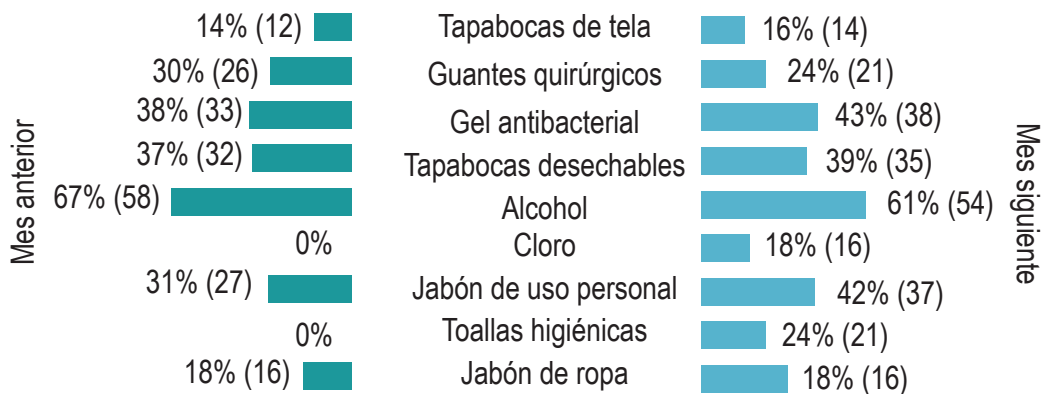 Mes anterior
14% (12) Tapabocas de tela 16% (14)
30% (26) Guantes quirúrgicos 24% (21)
38% (33) Gel antibacterial 43% (38)
37% (32) Tapabocas desechables 39% (35)
67% (58) Alcohol 61% (54)
0% Cloro 18% (16)
31% (27) Jabón de uso personal 42% (37)
0% Toallas higiénicas 24% (21)
18% (16) Jabón de ropa 18% (16)
Mes siguiente